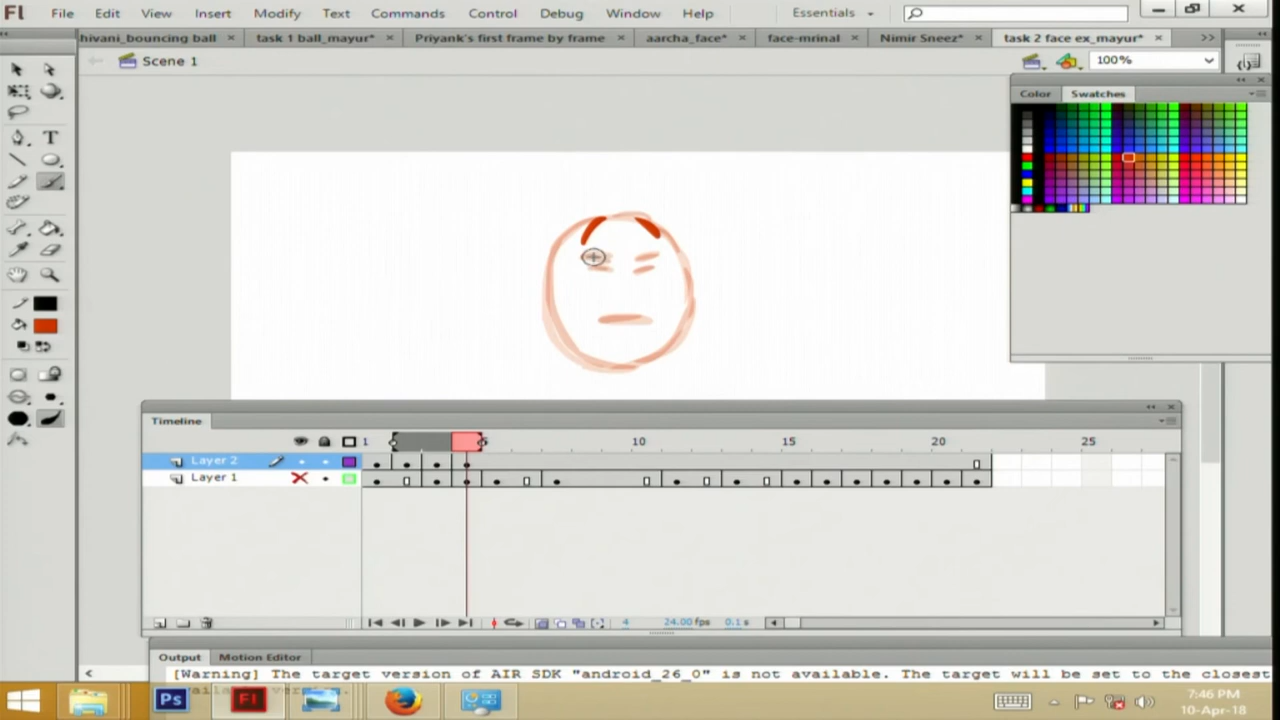 Fl File Edit View Insert Modify Text Commands Control Debug Window Help Essentials
hivani_bouncing ball × task 1 ball_mayur* × Priyank's first frame by frame × aarcha_face* × face-mrinal × Nimir Sneez* × task 2 face ex_mayur* ×
Scene 1 100%
Color Swatches
T
Timeline
1 5 10 15 20 25
Layer 2
Layer 1
4 24.00 fps 0.1 s
Output Motion Editor
[Warning] The target version of AIR SDK "android_26_0" is not available. The target will be set to the closest
Ps Fl
7:46 PM
10-Apr-18